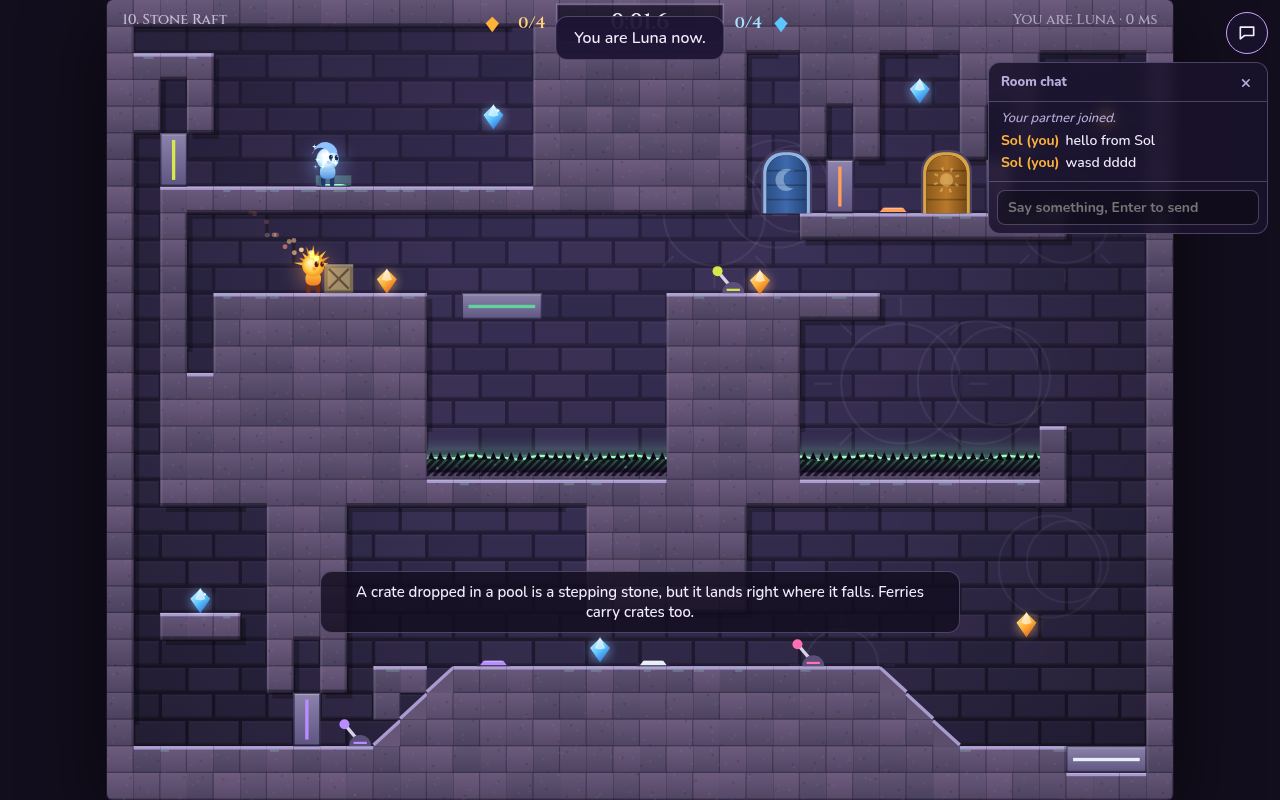 10. STONE RAFT
0/4
0/4
YOU ARE LUNA · 0 MS
You are Luna now.
Room chat
×
Your partner joined.
Sol (you) hello from Sol
Sol (you) wasd dddd
Say something, Enter to send
A crate dropped in a pool is a stepping stone, but it lands right where it falls. Ferries
carry crates too.